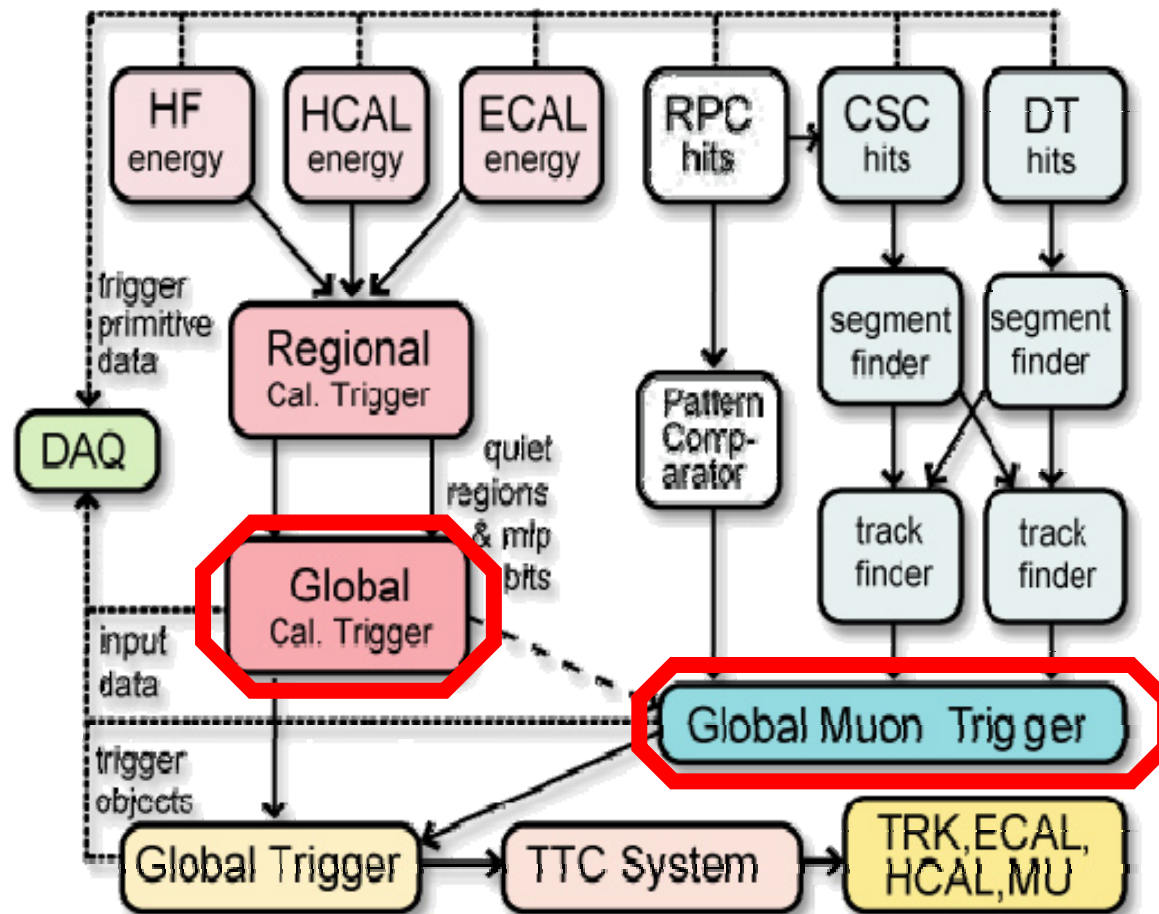 HF
energy
HCAL
energy
ECAL
energy
RPC
hits
CSC
hits
DT
hits
trigger
primitive
data
Regional
Cal. Trigger
segment
finder
segment
finder
Pattern
Comp-
arator
DAQ
quiet
regions
& mip
bits
track
finder
track
finder
Global
Cal. Trigger
input
data
Global Muon Trigger
trigger
objects
Global Trigger
TTC System
TRK,ECAL,
HCAL,MU